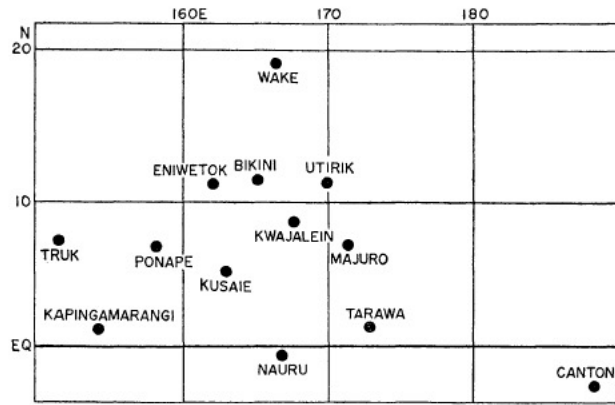 160E 170 180
N
20
WAKE
ENIWETOK BIKINI UTIRIK
10
KWAJALEIN
TRUK PONAPE MAJURO
KUSAIE
KAPINGAMARANGI TARAWA
EQ
NAURU CANTON